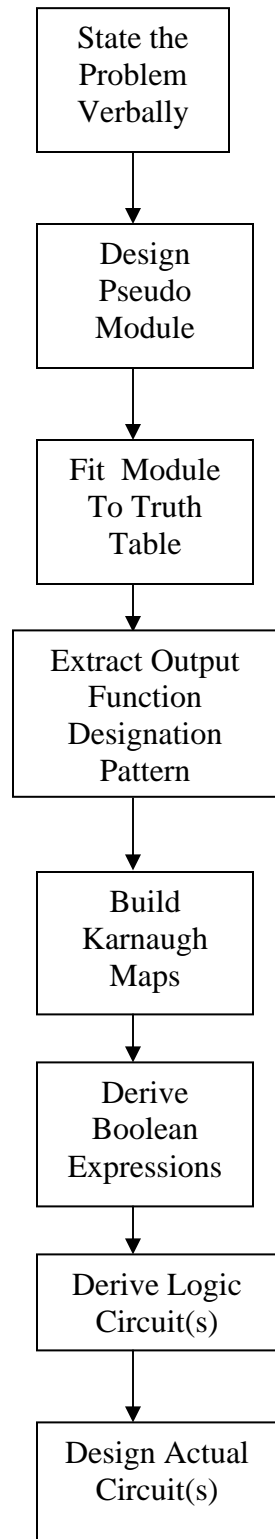 State the
Problem
Verbally
Design
Pseudo
Module
Fit Module
To Truth
Table
Extract Output
Function
Designation
Pattern
Build
Karnaugh
Maps
Derive
Boolean
Expressions
Derive Logic
Circuit(s)
Design Actual
Circuit(s)